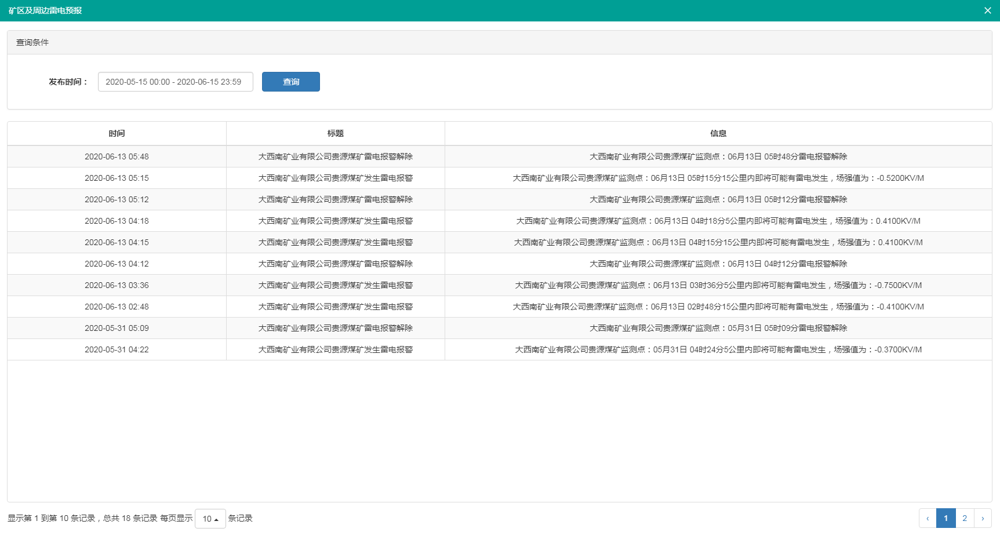 矿区及周边雷电预报
查询条件
发布时间： 2020-05-15 00:00 - 2020-06-15 23:59 查询
时间 标题 信息
2020-06-13 05:48 大西南矿业有限公司贵源煤矿雷电报警解除 大西南矿业有限公司贵源煤矿监测点：06月13日 05时48分雷电报警解除
2020-06-13 05:15 大西南矿业有限公司贵源煤矿发生雷电报警 大西南矿业有限公司贵源煤矿监测点：06月13日 05时15分15公里内即将可能有雷电发生，场强值为：-0.5200KV/M
2020-06-13 05:12 大西南矿业有限公司贵源煤矿雷电报警解除 大西南矿业有限公司贵源煤矿监测点：06月13日 05时12分雷电报警解除
2020-06-13 04:18 大西南矿业有限公司贵源煤矿发生雷电报警 大西南矿业有限公司贵源煤矿监测点：06月13日 04时18分5公里内即将可能有雷电发生，场强值为：0.4100KV/M
2020-06-13 04:15 大西南矿业有限公司贵源煤矿发生雷电报警 大西南矿业有限公司贵源煤矿监测点：06月13日 04时15分15公里内即将可能有雷电发生，场强值为：0.4100KV/M
2020-06-13 04:12 大西南矿业有限公司贵源煤矿雷电报警解除 大西南矿业有限公司贵源煤矿监测点：06月13日 04时12分雷电报警解除
2020-06-13 03:36 大西南矿业有限公司贵源煤矿发生雷电报警 大西南矿业有限公司贵源煤矿监测点：06月13日 03时36分5公里内即将可能有雷电发生，场强值为：-0.7500KV/M
2020-06-13 02:48 大西南矿业有限公司贵源煤矿发生雷电报警 大西南矿业有限公司贵源煤矿监测点：06月13日 02时48分15公里内即将可能有雷电发生，场强值为：-0.4100KV/M
2020-05-31 05:09 大西南矿业有限公司贵源煤矿雷电报警解除 大西南矿业有限公司贵源煤矿监测点：05月31日 05时09分雷电报警解除
2020-05-31 04:22 大西南矿业有限公司贵源煤矿发生雷电报警 大西南矿业有限公司贵源煤矿监测点：05月31日 04时24分5公里内即将可能有雷电发生，场强值为：-0.3700KV/M
显示第 1 到第 10 条记录，总共 18 条记录 每页显示 10 条记录 ‹ 1 2 ›